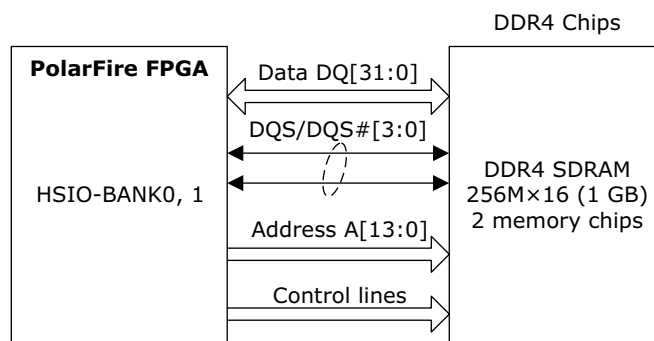 DDR4 Chips
PolarFire FPGA
Data DQ[31:0]
DQS/DQS#[3:0]
HSIO-BANK0, 1
DDR4 SDRAM
256M×16 (1 GB)
2 memory chips
Address A[13:0]
Control lines